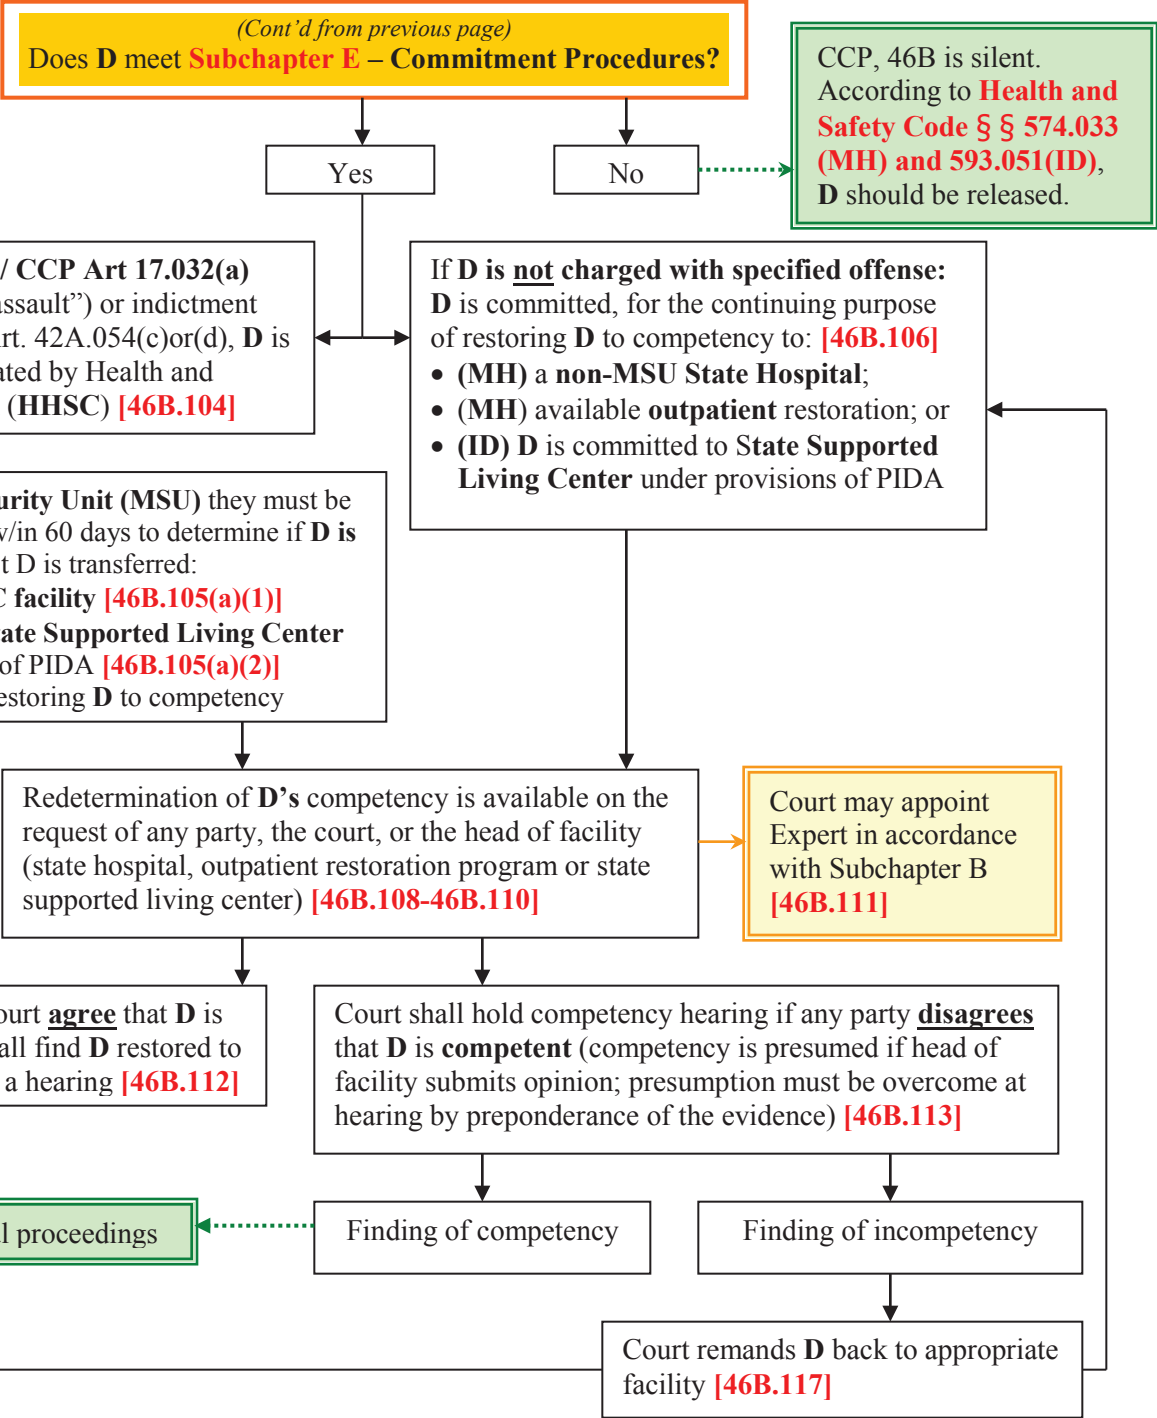 (Cont’d from previous page)
Does D meet Subchapter E – Commitment Procedures?
CCP, 46B is silent.
According to Health and
Safety Code § § 574.033
(MH) and 593.051(ID),
D should be released.
Yes
No
/ CCP Art 17.032(a)
assault”) or indictment
rt. 42A.054(c)or(d), D is
ated by Health and
(HHSC) [46B.104]
If D is not charged with specified offense:
D is committed, for the continuing purpose
of restoring D to competency to: [46B.106]
• (MH) a non-MSU State Hospital;
• (MH) available outpatient restoration; or
• (ID) D is committed to State Supported
Living Center under provisions of PIDA
urity Unit (MSU) they must be
w/in 60 days to determine if D is
t D is transferred:
C facility [46B.105(a)(1)]
ate Supported Living Center
of PIDA [46B.105(a)(2)]
estoring D to competency
Redetermination of D’s competency is available on the
request of any party, the court, or the head of facility
(state hospital, outpatient restoration program or state
supported living center) [46B.108-46B.110]
Court may appoint
Expert in accordance
with Subchapter B
[46B.111]
ourt agree that D is
all find D restored to
a hearing [46B.112]
Court shall hold competency hearing if any party disagrees
that D is competent (competency is presumed if head of
facility submits opinion; presumption must be overcome at
hearing by preponderance of the evidence) [46B.113]
l proceedings
Finding of competency
Finding of incompetency
Court remands D back to appropriate
facility [46B.117]